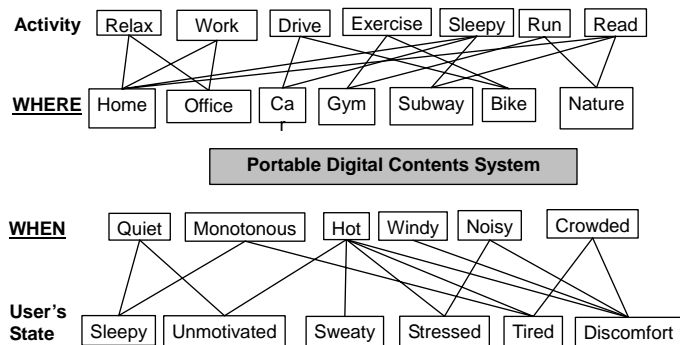 Activity Relax Work Drive Exercise Sleepy Run Read
WHERE Home Office Ca Gym Subway Bike Nature
r
Portable Digital Contents System
WHEN Quiet Monotonous Hot Windy Noisy Crowded
User's
State Sleepy Unmotivated Sweaty Stressed Tired Discomfort